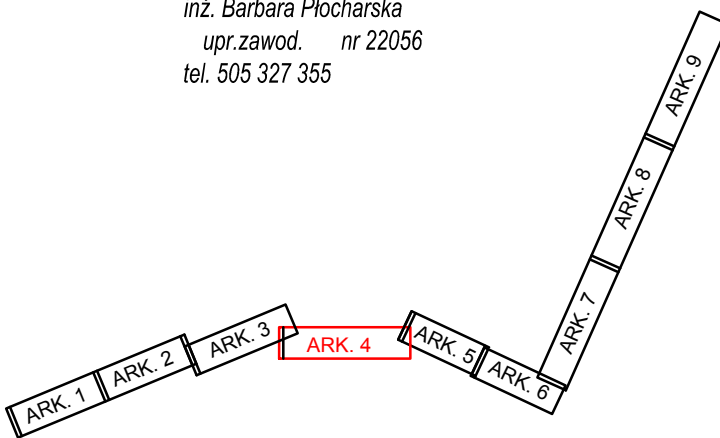 inż. Barbara Płocharska
upr.zawod. nr 22056
tel. 505 327 355
ARK. 1
ARK. 2
ARK. 3
ARK. 4
ARK. 5
ARK. 6
ARK. 7
ARK. 8
ARK. 9